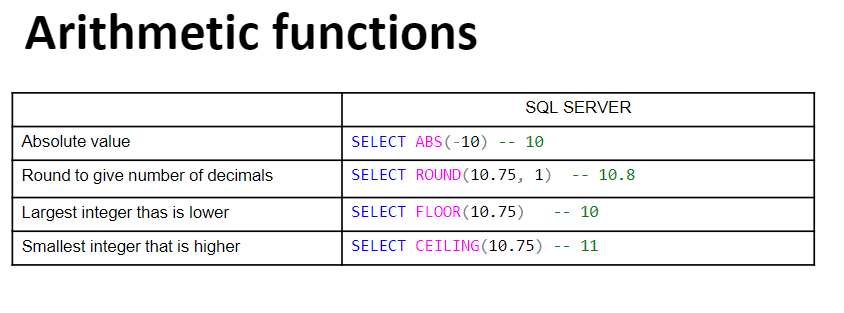 Arithmetic functions
SQL SERVER
Absolute value SELECT ABS(-10) -- 10
Round to give number of decimals SELECT ROUND(10.75, 1) -- 10.8
Largest integer thas is lower SELECT FLOOR(10.75) -- 10
Smallest integer that is higher SELECT CEILING(10.75) -- 11